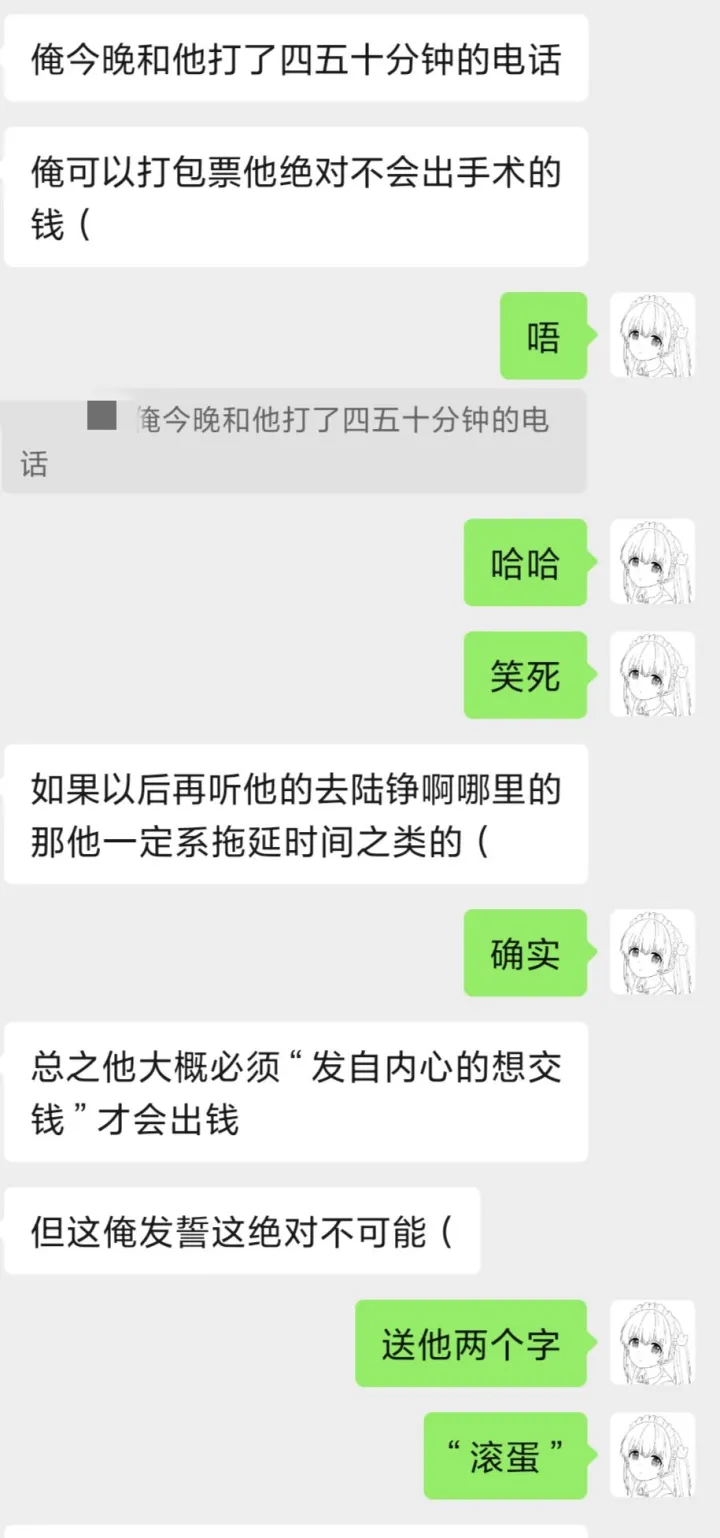 俺今晚和他打了四五十分钟的电话
俺可以打包票他绝对不会出手术的
钱（
唔
俺今晚和他打了四五十分钟的电
话
哈哈
笑死
如果以后再听他的去陆铮啊哪里的
那他一定系拖延时间之类的（
确实
总之他大概必须“发自内心的想交
钱”才会出钱
但这俺发誓这绝对不可能（
送他两个字
“滚蛋”